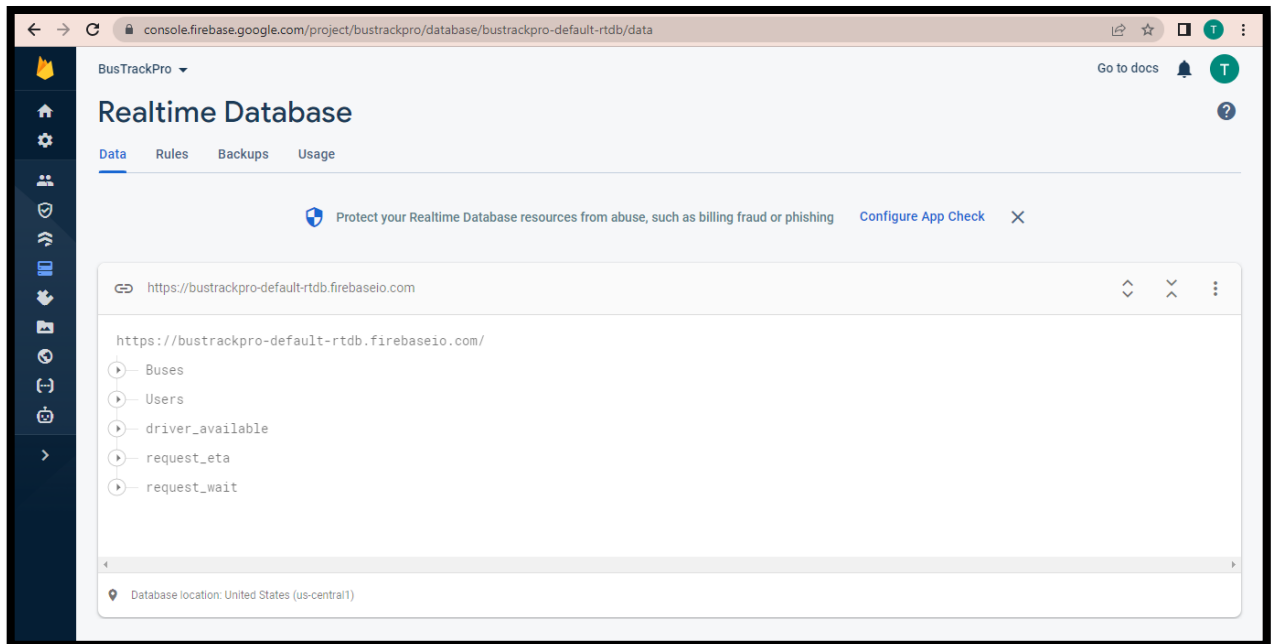 console.firebase.google.com/project/bustrackpro/database/bustrackpro-default-rtdb/data
T
BusTrackPro
Go to docs
T
Realtime Database
?
Data Rules Backups Usage
Protect your Realtime Database resources from abuse, such as billing fraud or phishing Configure App Check
https://bustrackpro-default-rtdb.firebaseio.com
https://bustrackpro-default-rtdb.firebaseio.com/
Buses
Users
driver_available
request_eta
request_wait
Database location: United States (us-central1)